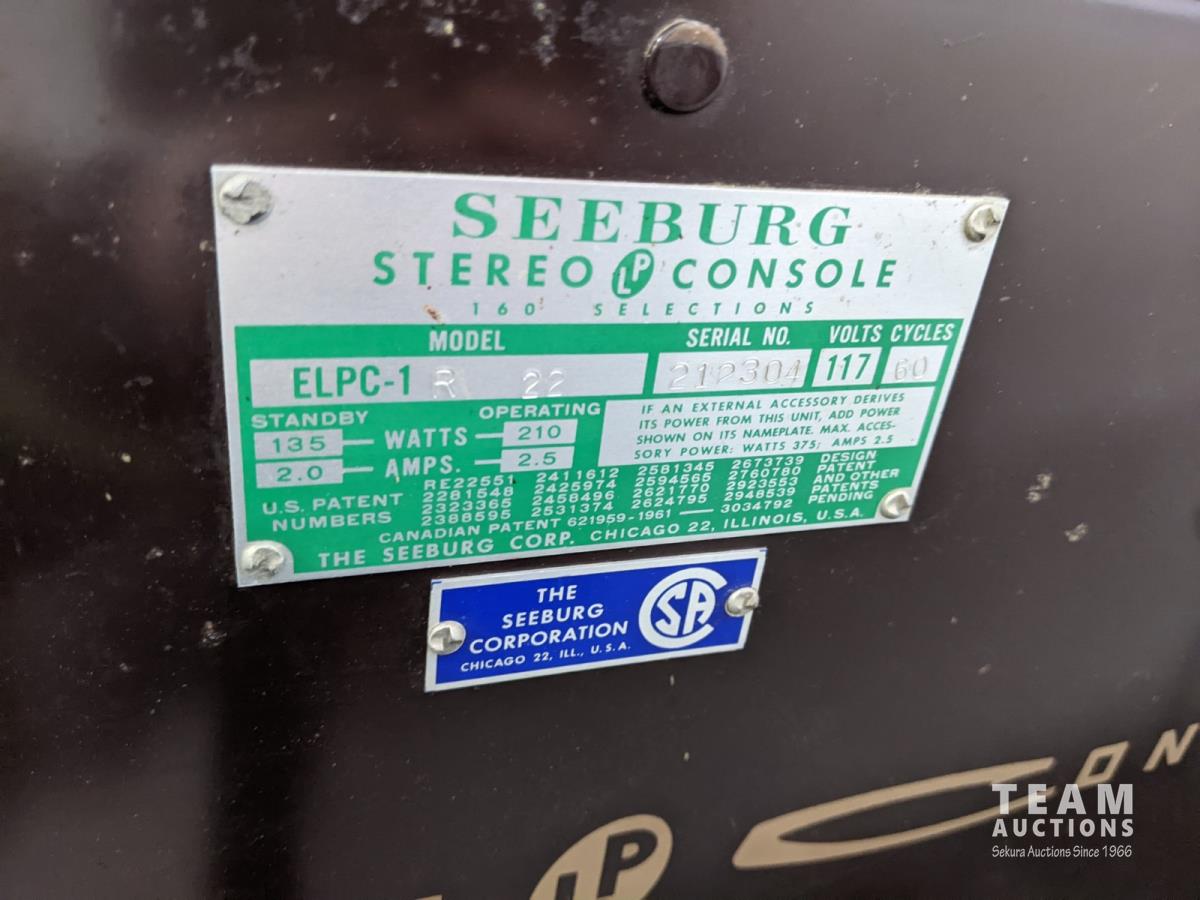 SEEBURG
STEREO LP CONSOLE
160 SELECTIONS
MODEL SERIAL NO. VOLTS CYCLES
ELPC-1 R 22 212304 117 60
STANDBY OPERATING
135 — WATTS — 210
2.0 — AMPS. — 2.5
IF AN EXTERNAL ACCESSORY DERIVES
ITS POWER FROM THIS UNIT, ADD POWER
SHOWN ON ITS NAMEPLATE. MAX. ACCES-
SORY POWER: WATTS 375; AMPS 2.5
U.S. PATENT
NUMBERS
RE22551 2411612 2581345 2673739
2281548 2425974 2594565 2760780
2323365 2458496 2621770 2923553
2388595 2531374 2624795 2948539
DESIGN
PATENT
AND OTHER
PATENTS
PENDING
CANADIAN PATENT 621959-1961 — 3034792
THE SEEBURG CORP. CHICAGO 22, ILLINOIS, U.S.A.
THE
SEEBURG
CORPORATION
CHICAGO 22, ILL., U.S.A.
CSA
LP CON
TEAM
AUCTIONS
Sekura Auctions Since 1966